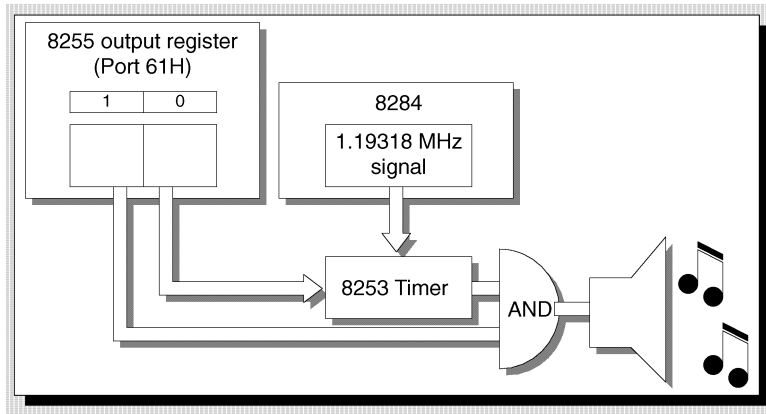 8255 output register
(Port 61H)
1 0
8284
1.19318 MHz
signal
8253 Timer
AND